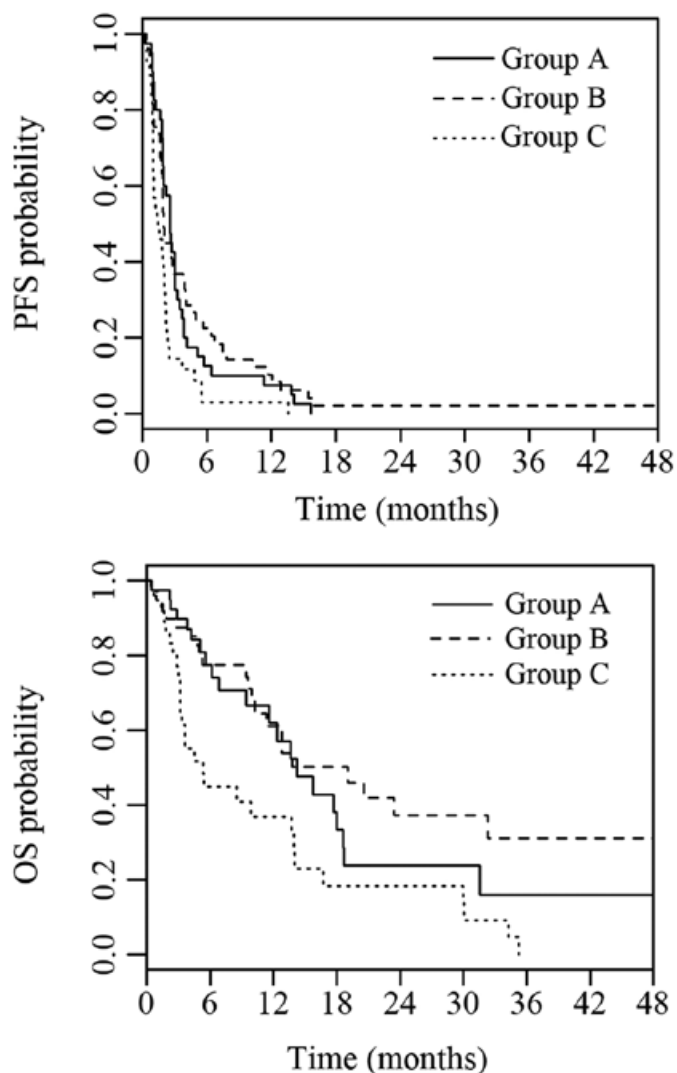 PFS probability
1.0
0.8
0.6
0.4
0.2
0.0
Group A
Group B
Group C
0 6 12 18 24 30 36 42 48
Time (months)
OS probability
1.0
0.8
0.6
0.4
0.2
0.0
Group A
Group B
Group C
0 6 12 18 24 30 36 42 48
Time (months)